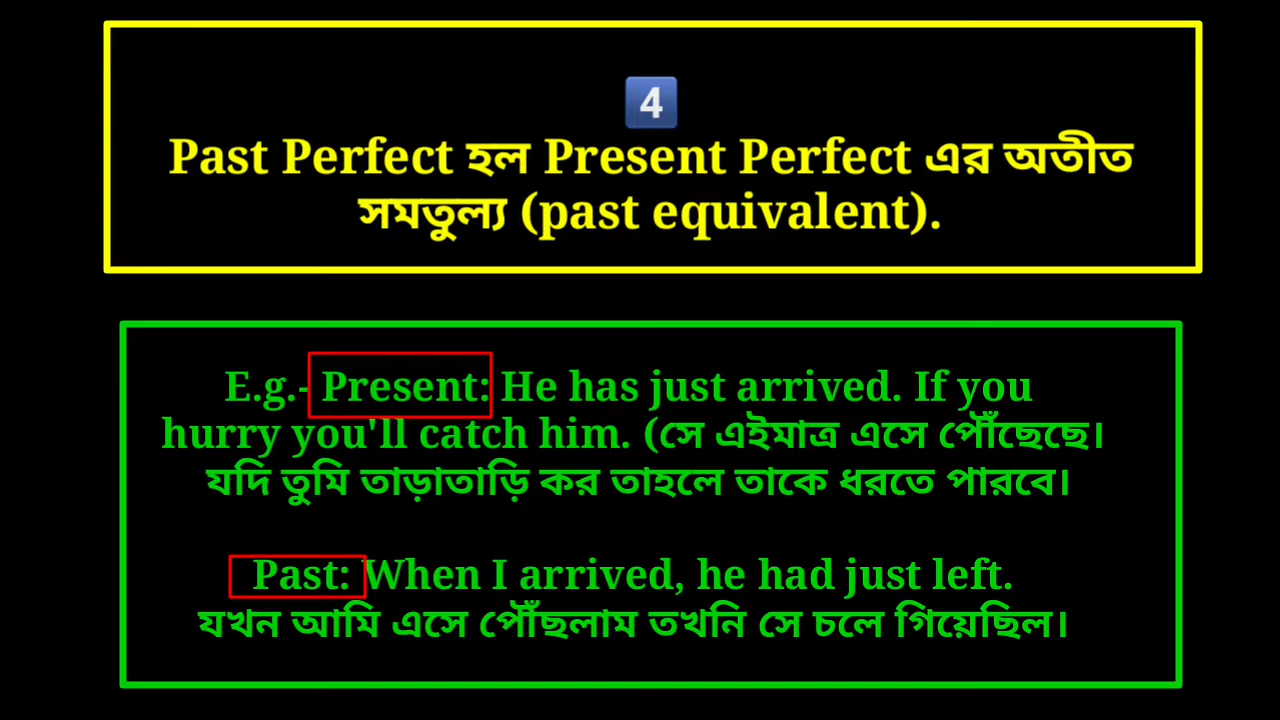 4
Past Perfect হল Present Perfect এর অতীত
সমতুল্য (past equivalent).
E.g.- Present: He has just arrived. If you
hurry you'll catch him. (সে এইমাত্র এসে পৌঁছেছে।
যদি তুমি তাড়াতাড়ি কর তাহলে তাকে ধরতে পারবে।
Past: When I arrived, he had just left.
যখন আমি এসে পৌঁছলাম তখনি সে চলে গিয়েছিল।